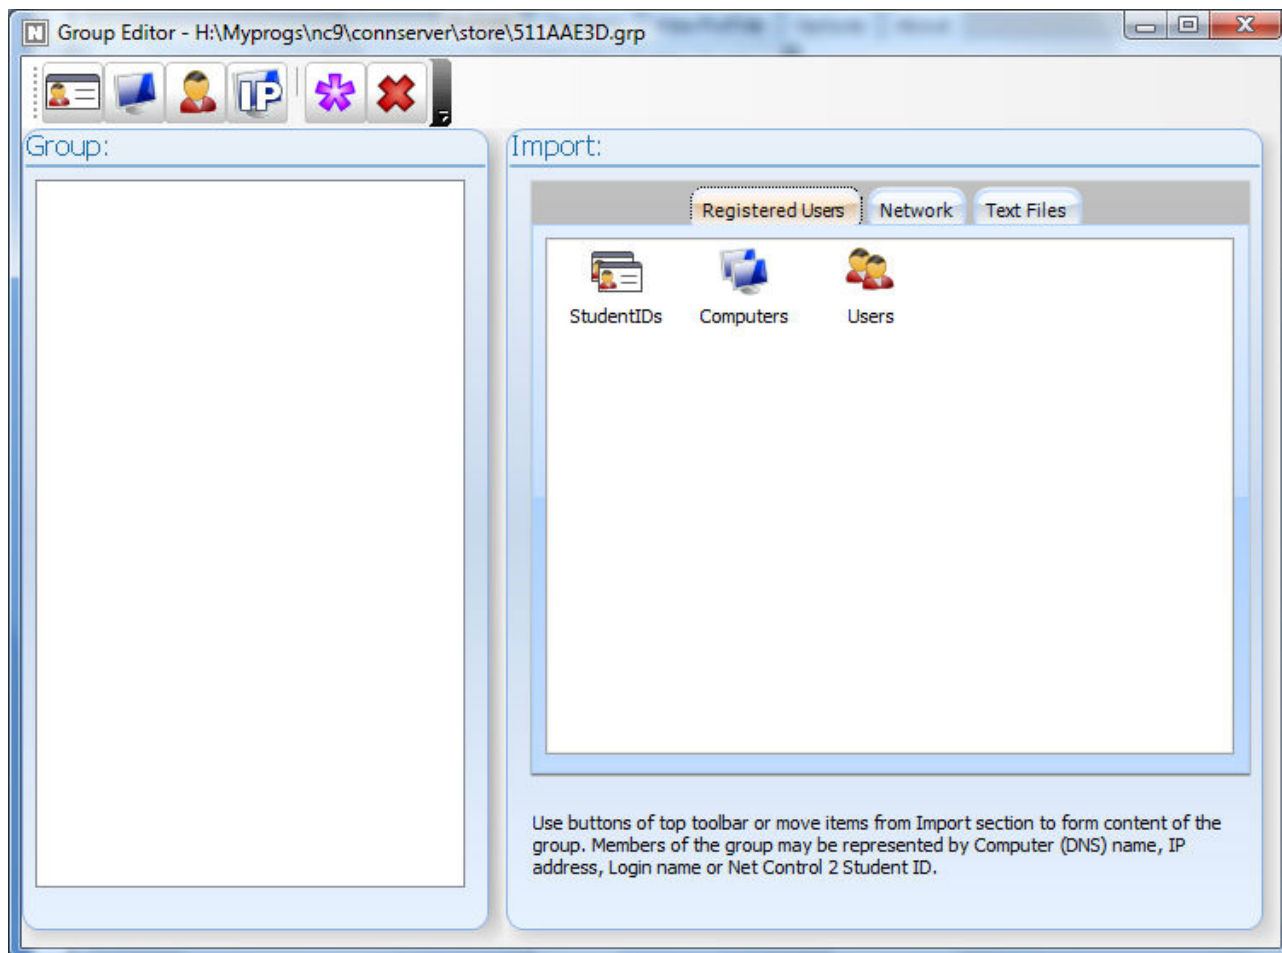 Group Editor - H:\Myprogs\nc9\connserver\store\511AAE3D.grp
IP
Group:
Import:
Registered Users
Network
Text Files
StudentIDs
Computers
Users
Use buttons of top toolbar or move items from Import section to form content of the
group. Members of the group may be represented by Computer (DNS) name, IP
address, Login name or Net Control 2 Student ID.